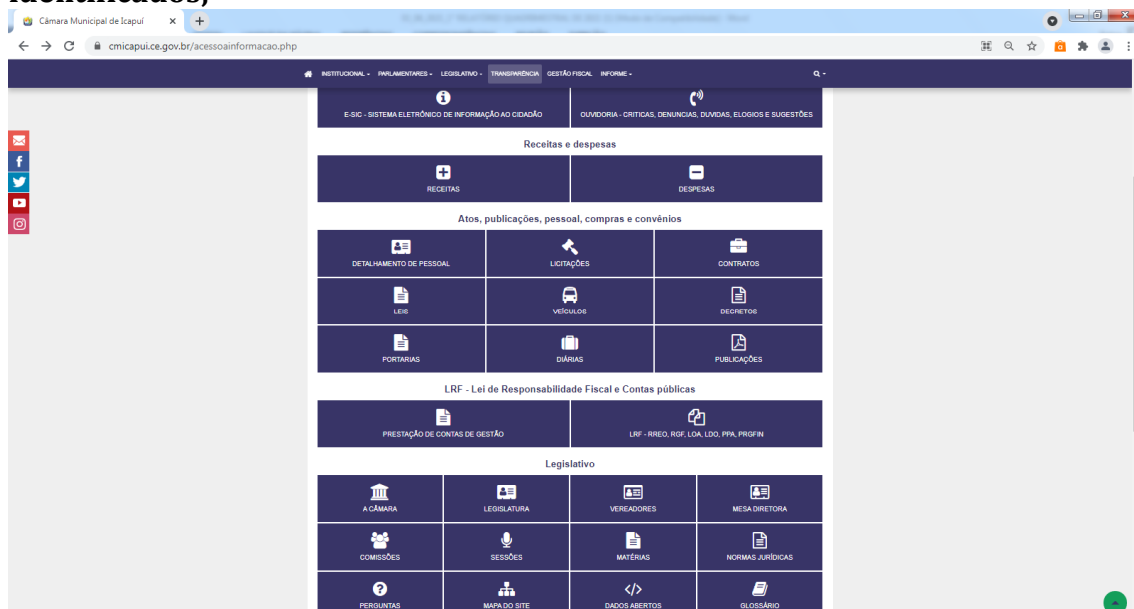 identificados,
Câmara Municipal de Icapuí
cmicapui.ce.gov.br/acessoainformacao.php
INSTITUCIONAL PARLAMENTARES LEGISLATIVO TRANSPARÊNCIA GESTÃO FISCAL INFORME
E-SIC - SISTEMA ELETRÔNICO DE INFORMAÇÃO AO CIDADÃO OUVIDORIA - CRITICAS, DENUNCIAS, DUVIDAS, ELOGIOS E SUGESTÕES
Receitas e despesas
RECEITAS DESPESAS
Atos, publicações, pessoal, compras e convênios
DETALHAMENTO DE PESSOAL LICITAÇÕES CONTRATOS
LEIS VEÍCULOS DECRETOS
PORTARIAS DIÁRIAS PUBLICAÇÕES
LRF - Lei de Responsabilidade Fiscal e Contas públicas
PRESTAÇÃO DE CONTAS DE GESTÃO LRF - RREO, RGF, LOA, LDO, PPA, PRGFIN
Legislativo
A CÂMARA LEGISLATURA VEREADORES MESA DIRETORA
COMISSÕES SESSÕES MATÉRIAS NORMAS JURÍDICAS
PERGUNTAS MAPA DO SITE DADOS ABERTOS GLOSSÁRIO